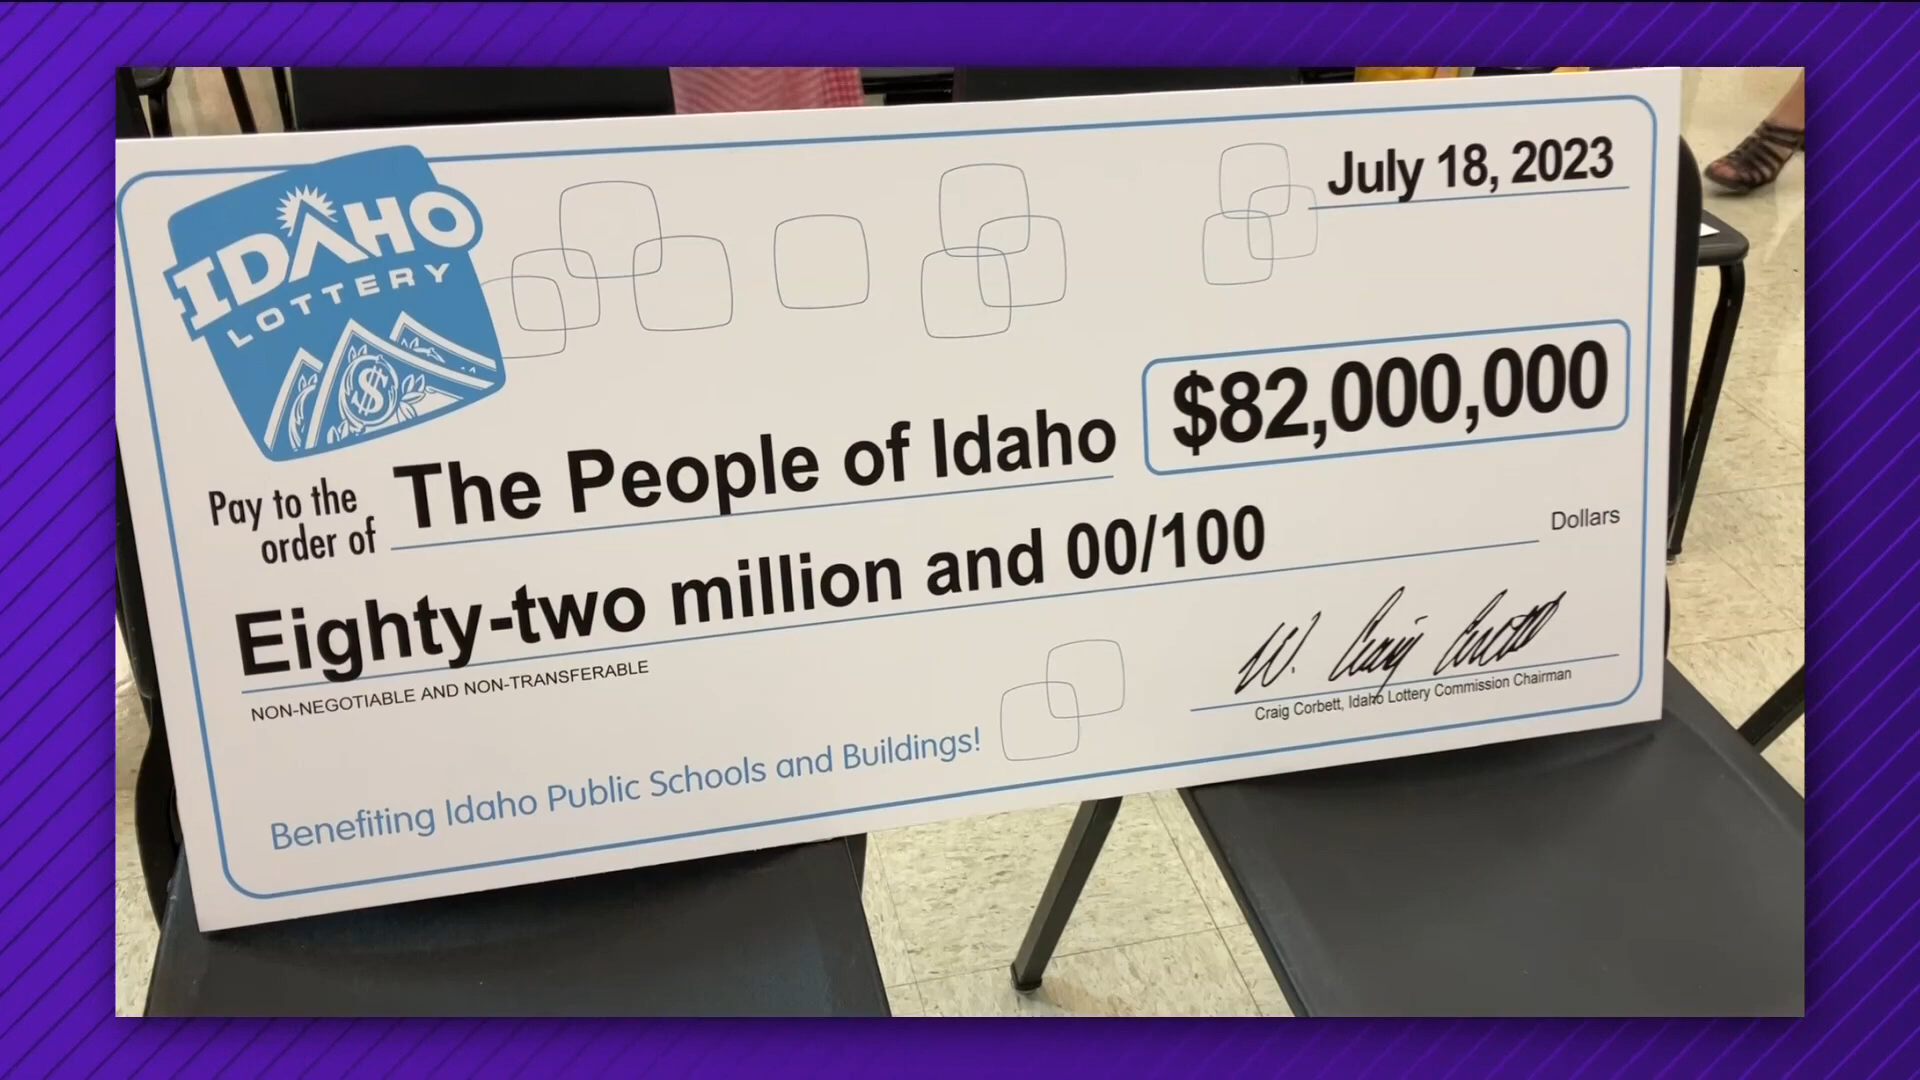 IDAHO
LOTTERY
July 18, 2023
$82,000,000
Pay to the
order of
The People of Idaho
Eighty-two million and 00/100
Dollars
NON-NEGOTIABLE AND NON-TRANSFERABLE
W. Craig Corbett
Craig Corbett, Idaho Lottery Commission Chairman
Benefiting Idaho Public Schools and Buildings!